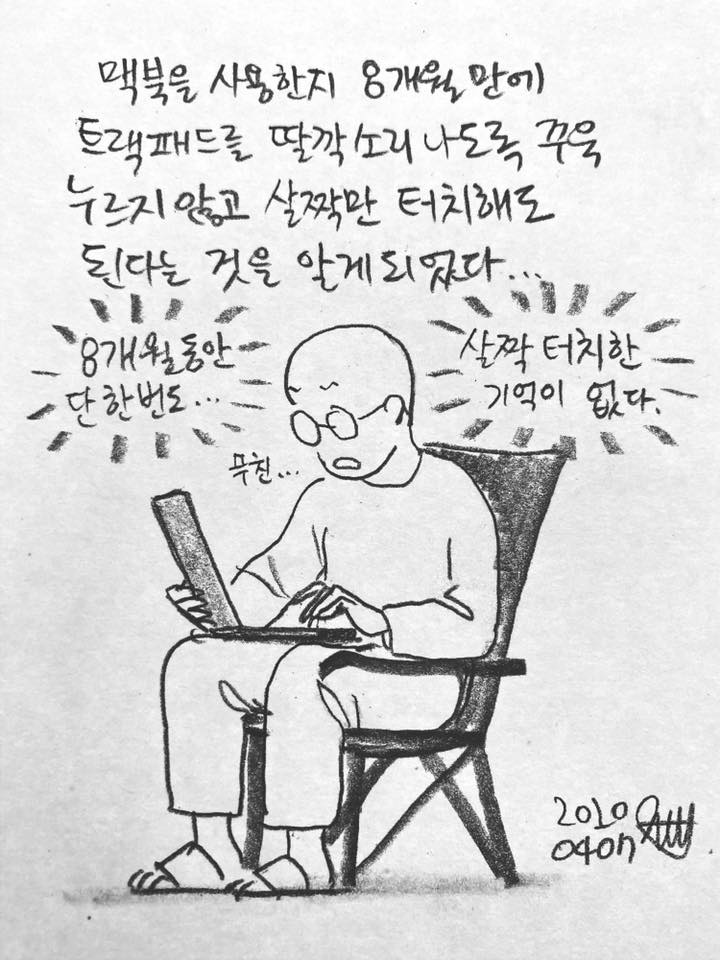 맥북을 사용한지 8개월 만에
트랙패드를 딸깍소리 나도록 꾸욱
누르지 않고 살짝만 터치해도
된다는 것을 알게되었다...
8개월동안
단 한번도...
살짝 터치한
기억이 없다.
무친...
2020
0407